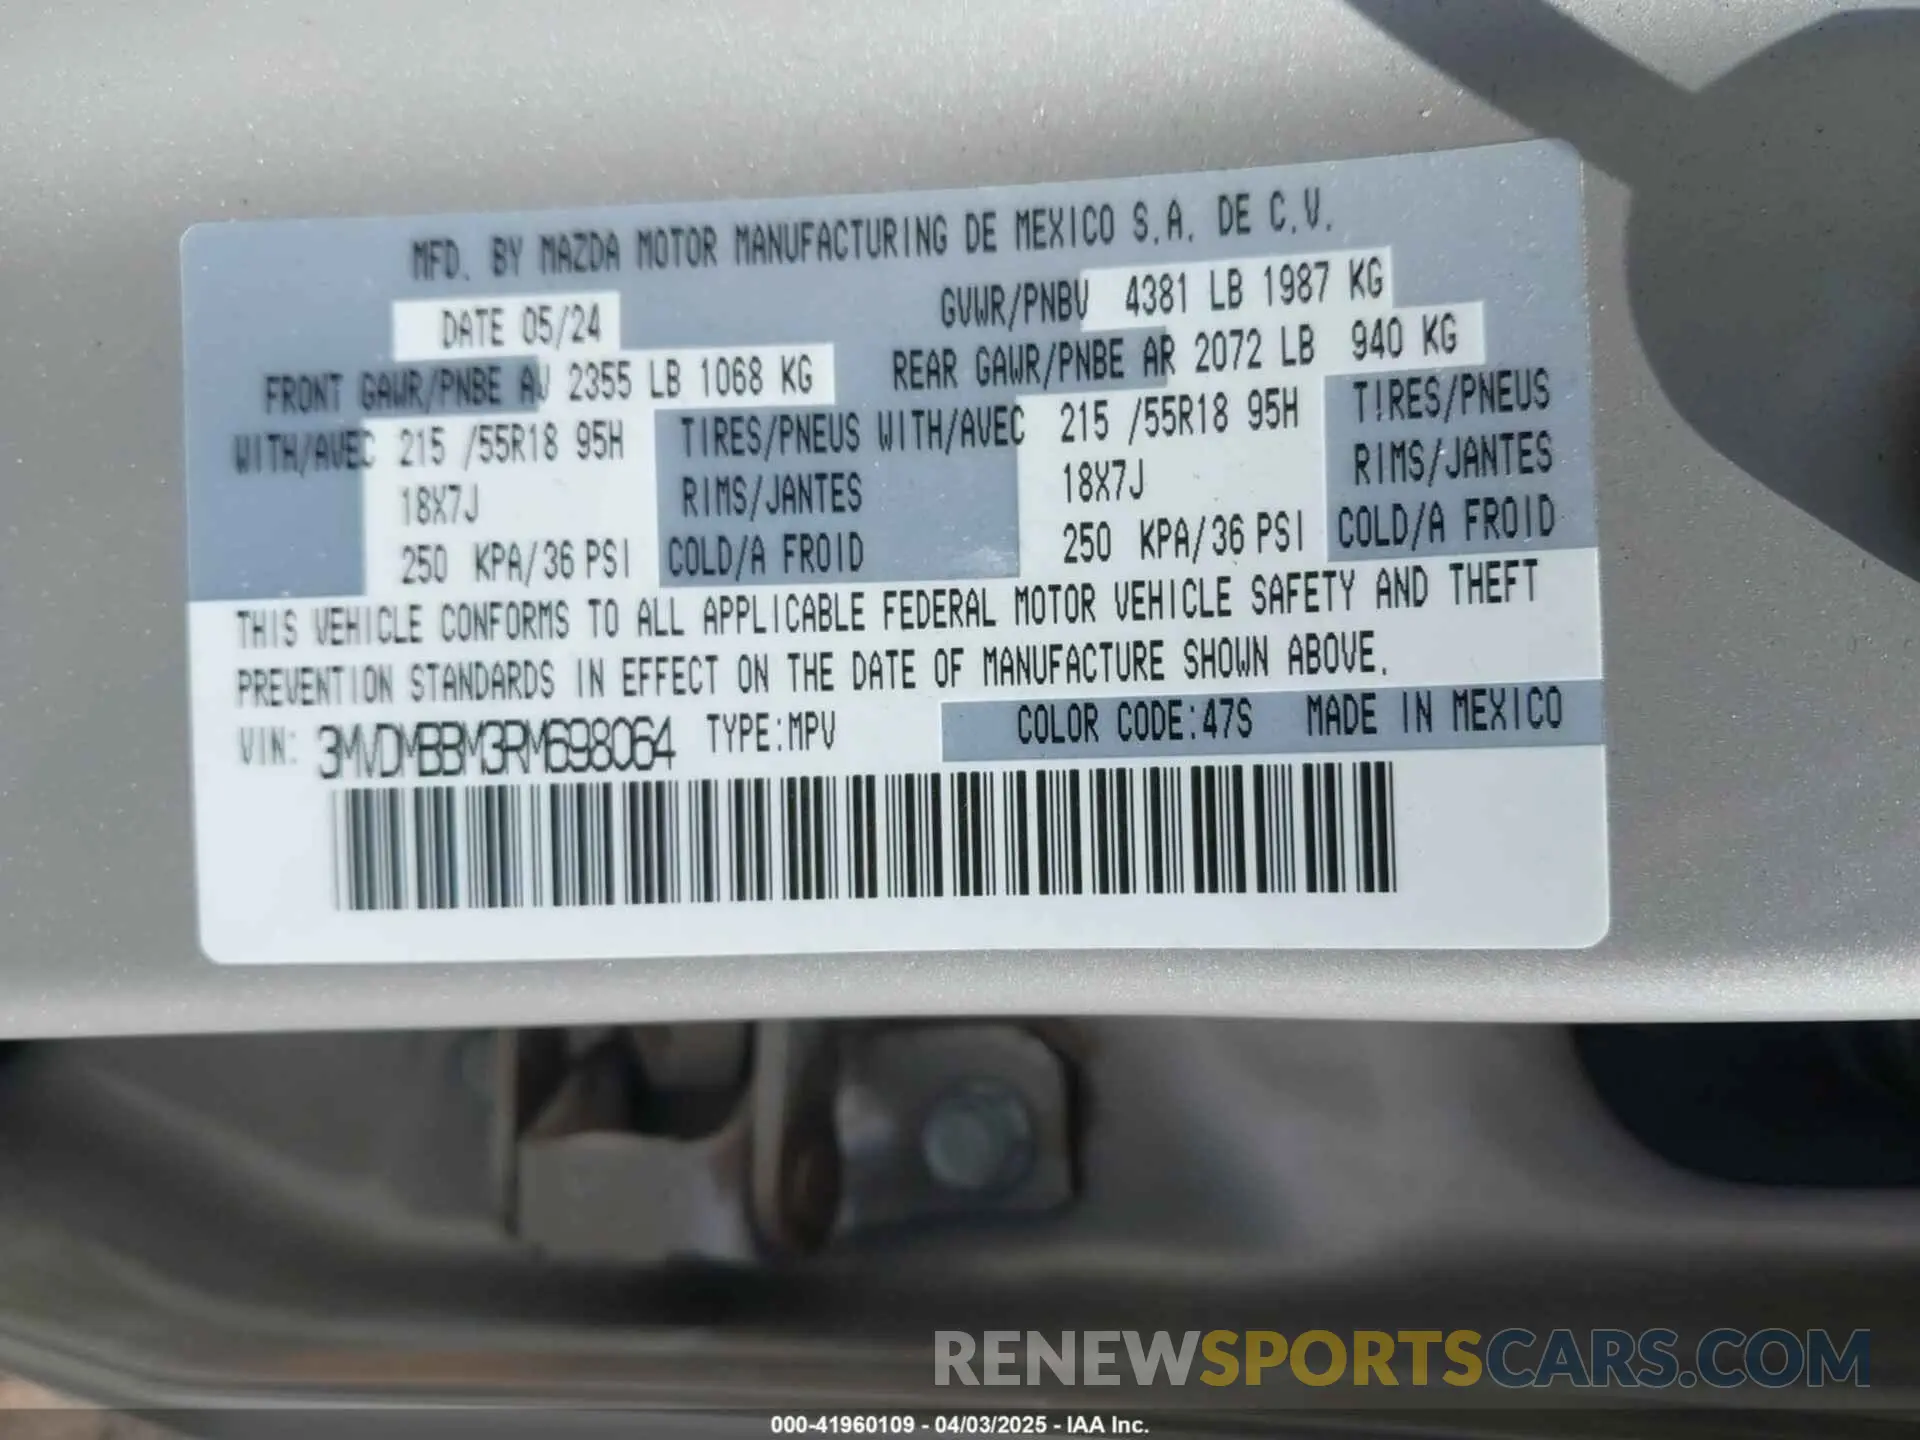 MFD. BY MAZDA MOTOR MANUFACTURING DE MEXICO S.A. DE C.V.
DATE 05/24 GVWR/PNBV 4381 LB 1987 KG
FRONT GAWR/PNBE AV 2355 LB 1068 KG REAR GAWR/PNBE AR 2072 LB 940 KG
WITH/AVEC 215 /55R18 95H TIRES/PNEUS WITH/AVEC 215 /55R18 95H TIRES/PNEUS
18X7J RIMS/JANTES 18X7J RIMS/JANTES
250 KPA/36 PSI COLD/A FROID 250 KPA/36 PSI COLD/A FROID
THIS VEHICLE CONFORMS TO ALL APPLICABLE FEDERAL MOTOR VEHICLE SAFETY AND THEFT
PREVENTION STANDARDS IN EFFECT ON THE DATE OF MANUFACTURE SHOWN ABOVE.
VIN: 3MVDMBBM3RM698064 TYPE:MPV COLOR CODE:47S MADE IN MEXICO
RENEWSPORTSCARS.COM
000-41960109 - 04/03/2025 - IAA Inc.